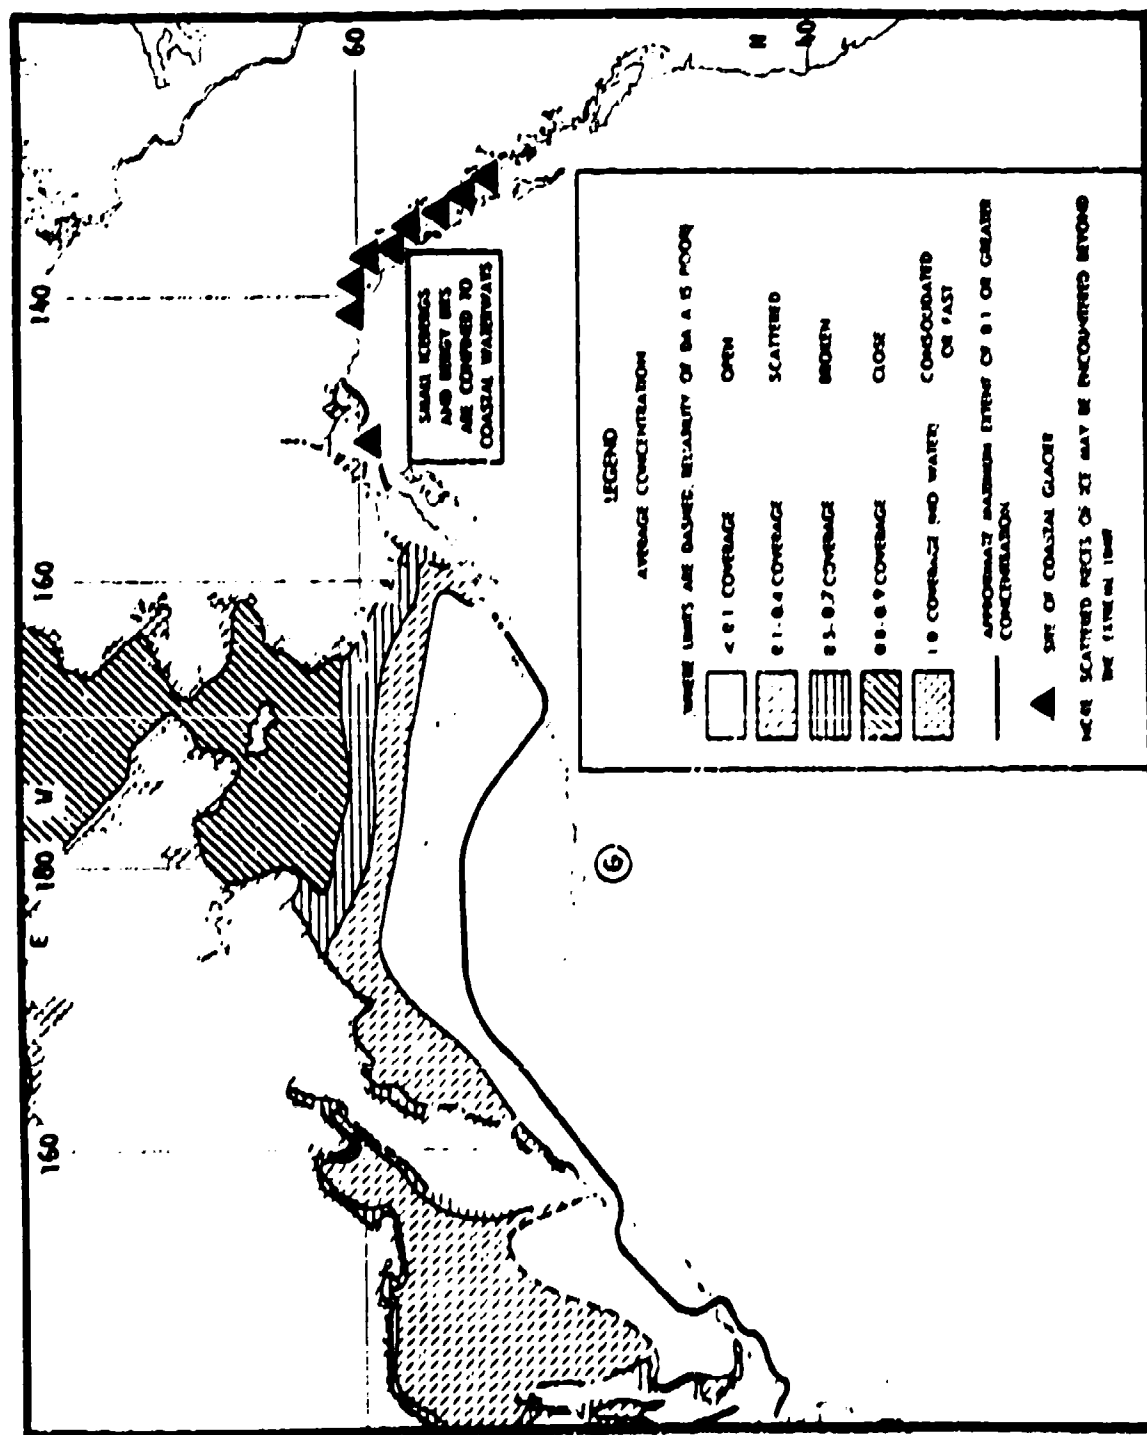 160
E
180
W
160
140
60
N
40
SMALL ICEBERGS
AND BERGY BITS
ARE CONFINED TO
COASTAL WATERWAYS
6
LEGEND
AVERAGE CONCENTRATION
WHERE LIMITS ARE DASHED, RELIABILITY OF DATA IS POOR
< 0.1 COVERAGE OPEN
0.1-0.4 COVERAGE SCATTERED
0.5-0.7 COVERAGE BROKEN
0.8-0.9 COVERAGE CLOSE
1.0 COVERAGE (NO WATER) CONSOLIDATED
OR FAST
APPROXIMATE MAXIMUM EXTENT OF 0.1 OR GREATER
CONCENTRATION
SITE OF COASTAL GLACIER
MORE SCATTERED PIECES OF ICE MAY BE ENCOUNTERED BEYOND
THE EXTREME LIMIT